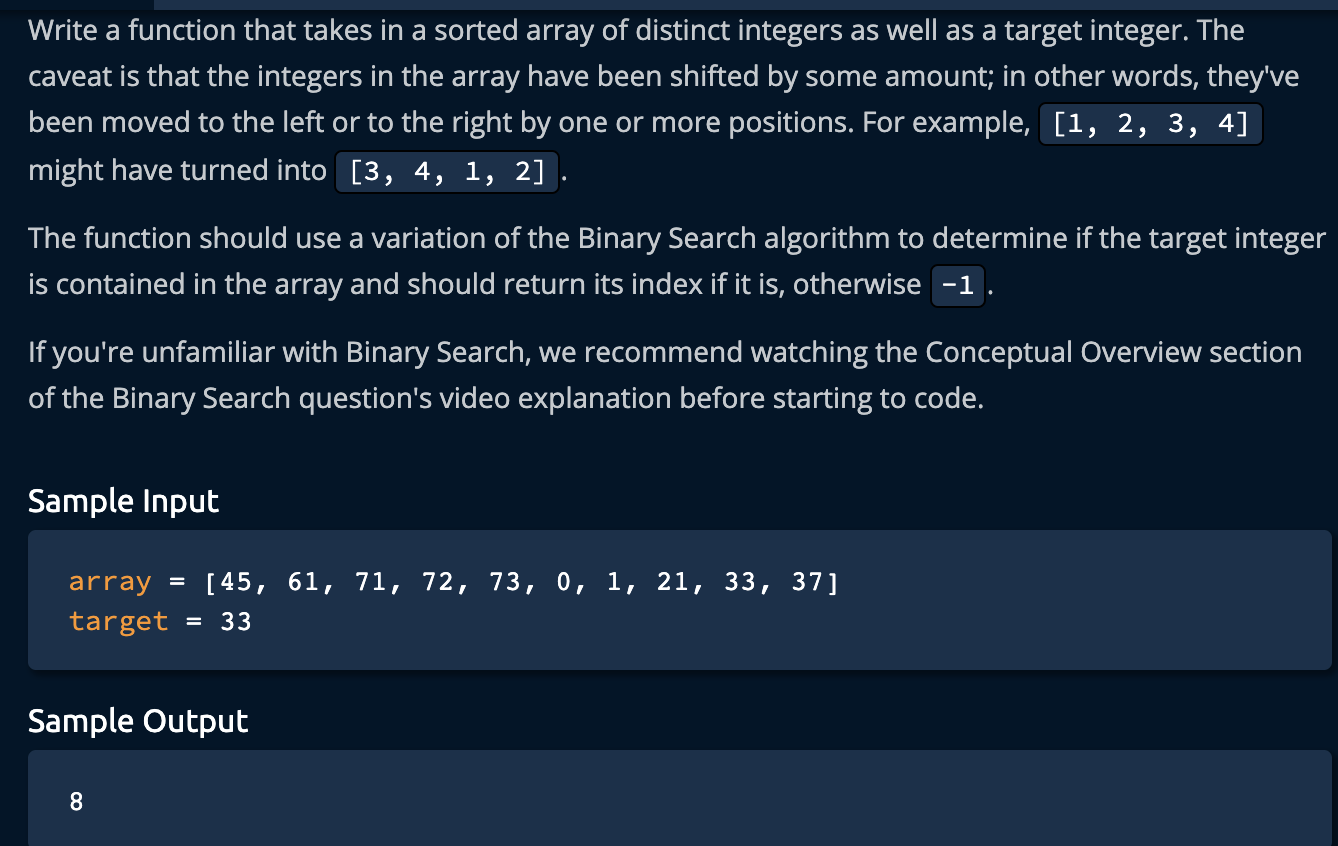 Write a function that takes in a sorted array of distinct integers as well as a target integer. The
caveat is that the integers in the array have been shifted by some amount; in other words, they've
been moved to the left or to the right by one or more positions. For example, [1, 2, 3, 4]
might have turned into [3, 4, 1, 2].
The function should use a variation of the Binary Search algorithm to determine if the target integer
is contained in the array and should return its index if it is, otherwise -1.
If you're unfamiliar with Binary Search, we recommend watching the Conceptual Overview section
of the Binary Search question's video explanation before starting to code.
Sample Input
array = [45, 61, 71, 72, 73, 0, 1, 21, 33, 37]
target = 33
Sample Output
8